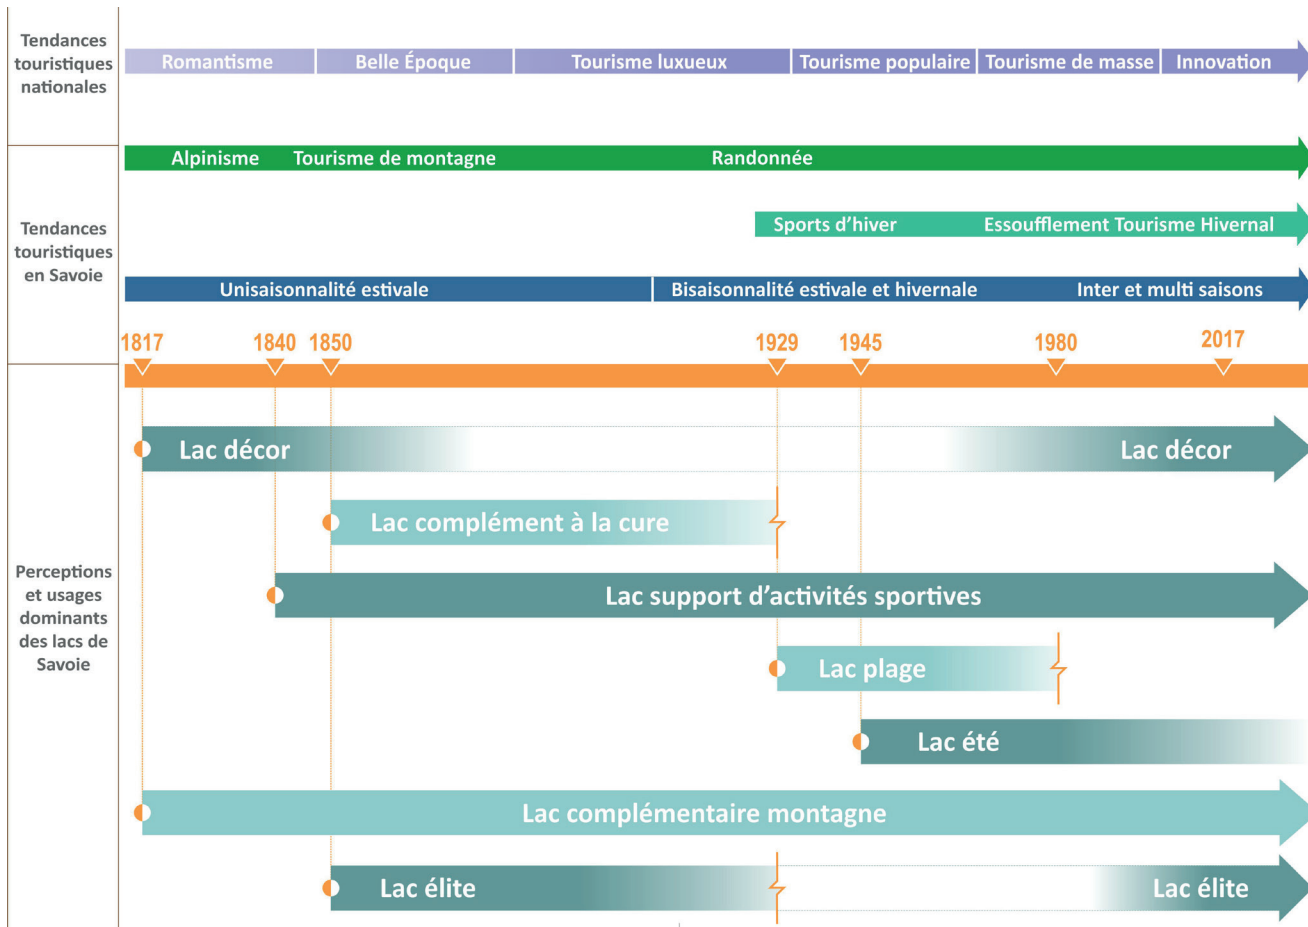 Tendances
touristiques
nationales
Romantisme
Belle Époque
Tourisme luxueux
Tourisme populaire
Tourisme de masse
Innovation
Tendances
touristiques
en Savoie
Alpinisme
Tourisme de montagne
Randonnée
Sports d’hiver
Essoufflement Tourisme Hivernal
Unisaisonnalité estivale
Bisaisonnalité estivale et hivernale
Inter et multi saisons
1817
1840
1850
1929
1945
1980
2017
Perceptions
et usages
dominants
des lacs de
Savoie
Lac décor
Lac décor
Lac complément à la cure
Lac support d’activités sportives
Lac plage
Lac été
Lac complémentaire montagne
Lac élite
Lac élite